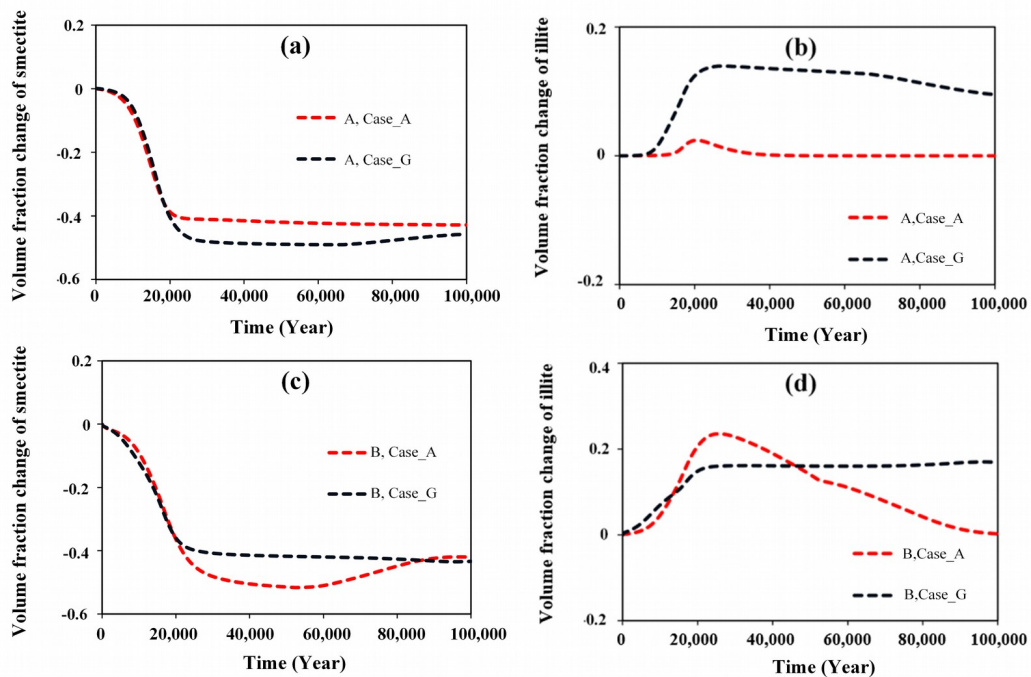 Volume fraction change of smectite
0.2
0
-0.2
-0.4
-0.6
(a)
A, Case_A
A, Case_G
0
20,000
40,000
60,000
80,000
100,000
Time (Year)
Volume fraction change of illite
0.2
0
-0.2
(b)
A,Case_A
A,Case_G
0
20,000
40,000
60,000
80,000
100,000
Time (Year)
Volume fraction change of smectite
0.2
0
-0.2
-0.4
-0.6
(c)
B, Case_A
B, Case_G
0
20,000
40,000
60,000
80,000
100,000
Time (Year)
Volume fraction change of illite
0.4
0.2
0
-0.2
(d)
B,Case_A
B,Case_G
0
20,000
40,000
60,000
80,000
100,000
Time (Year)